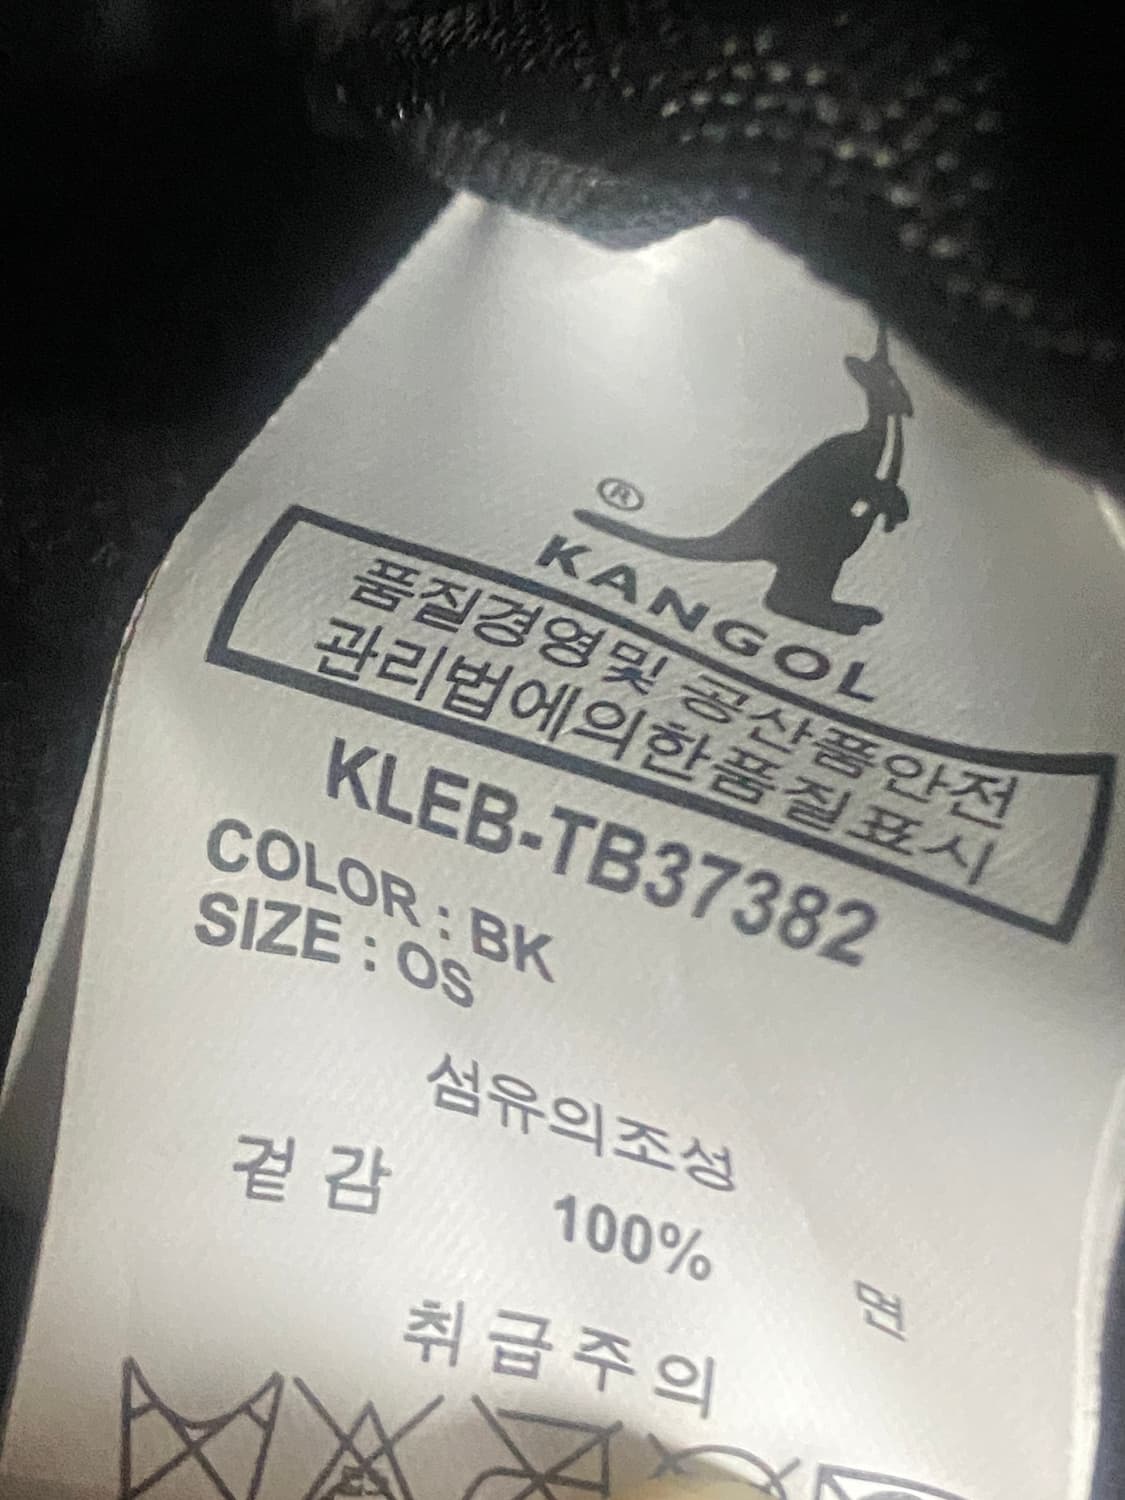 ®
KANGOL
품질경영및 공산품안전
관리법에의한품질표시
KLEB-TB37382
COLOR : BK
SIZE : OS
섬유의조성
겉 감 100% 면
취 급 주 의